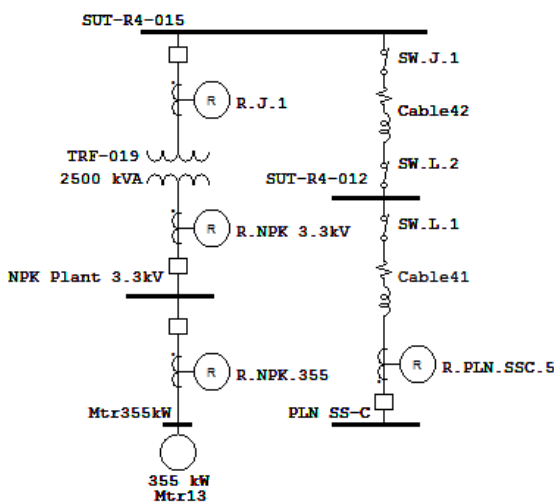 SUT-R4-015
SW.J.1
R
R.J.1
Cable42
TRF-019
2500 kVA
SW.L.2
SUT-R4-012
R
R.NPK 3.3kV
SW.L.1
NPK Plant 3.3kV
Cable41
R
R.NPK.355
R
R.PLN.SSC.5
Mtr355kW
PLN SS-C
355 kW
Mtr13